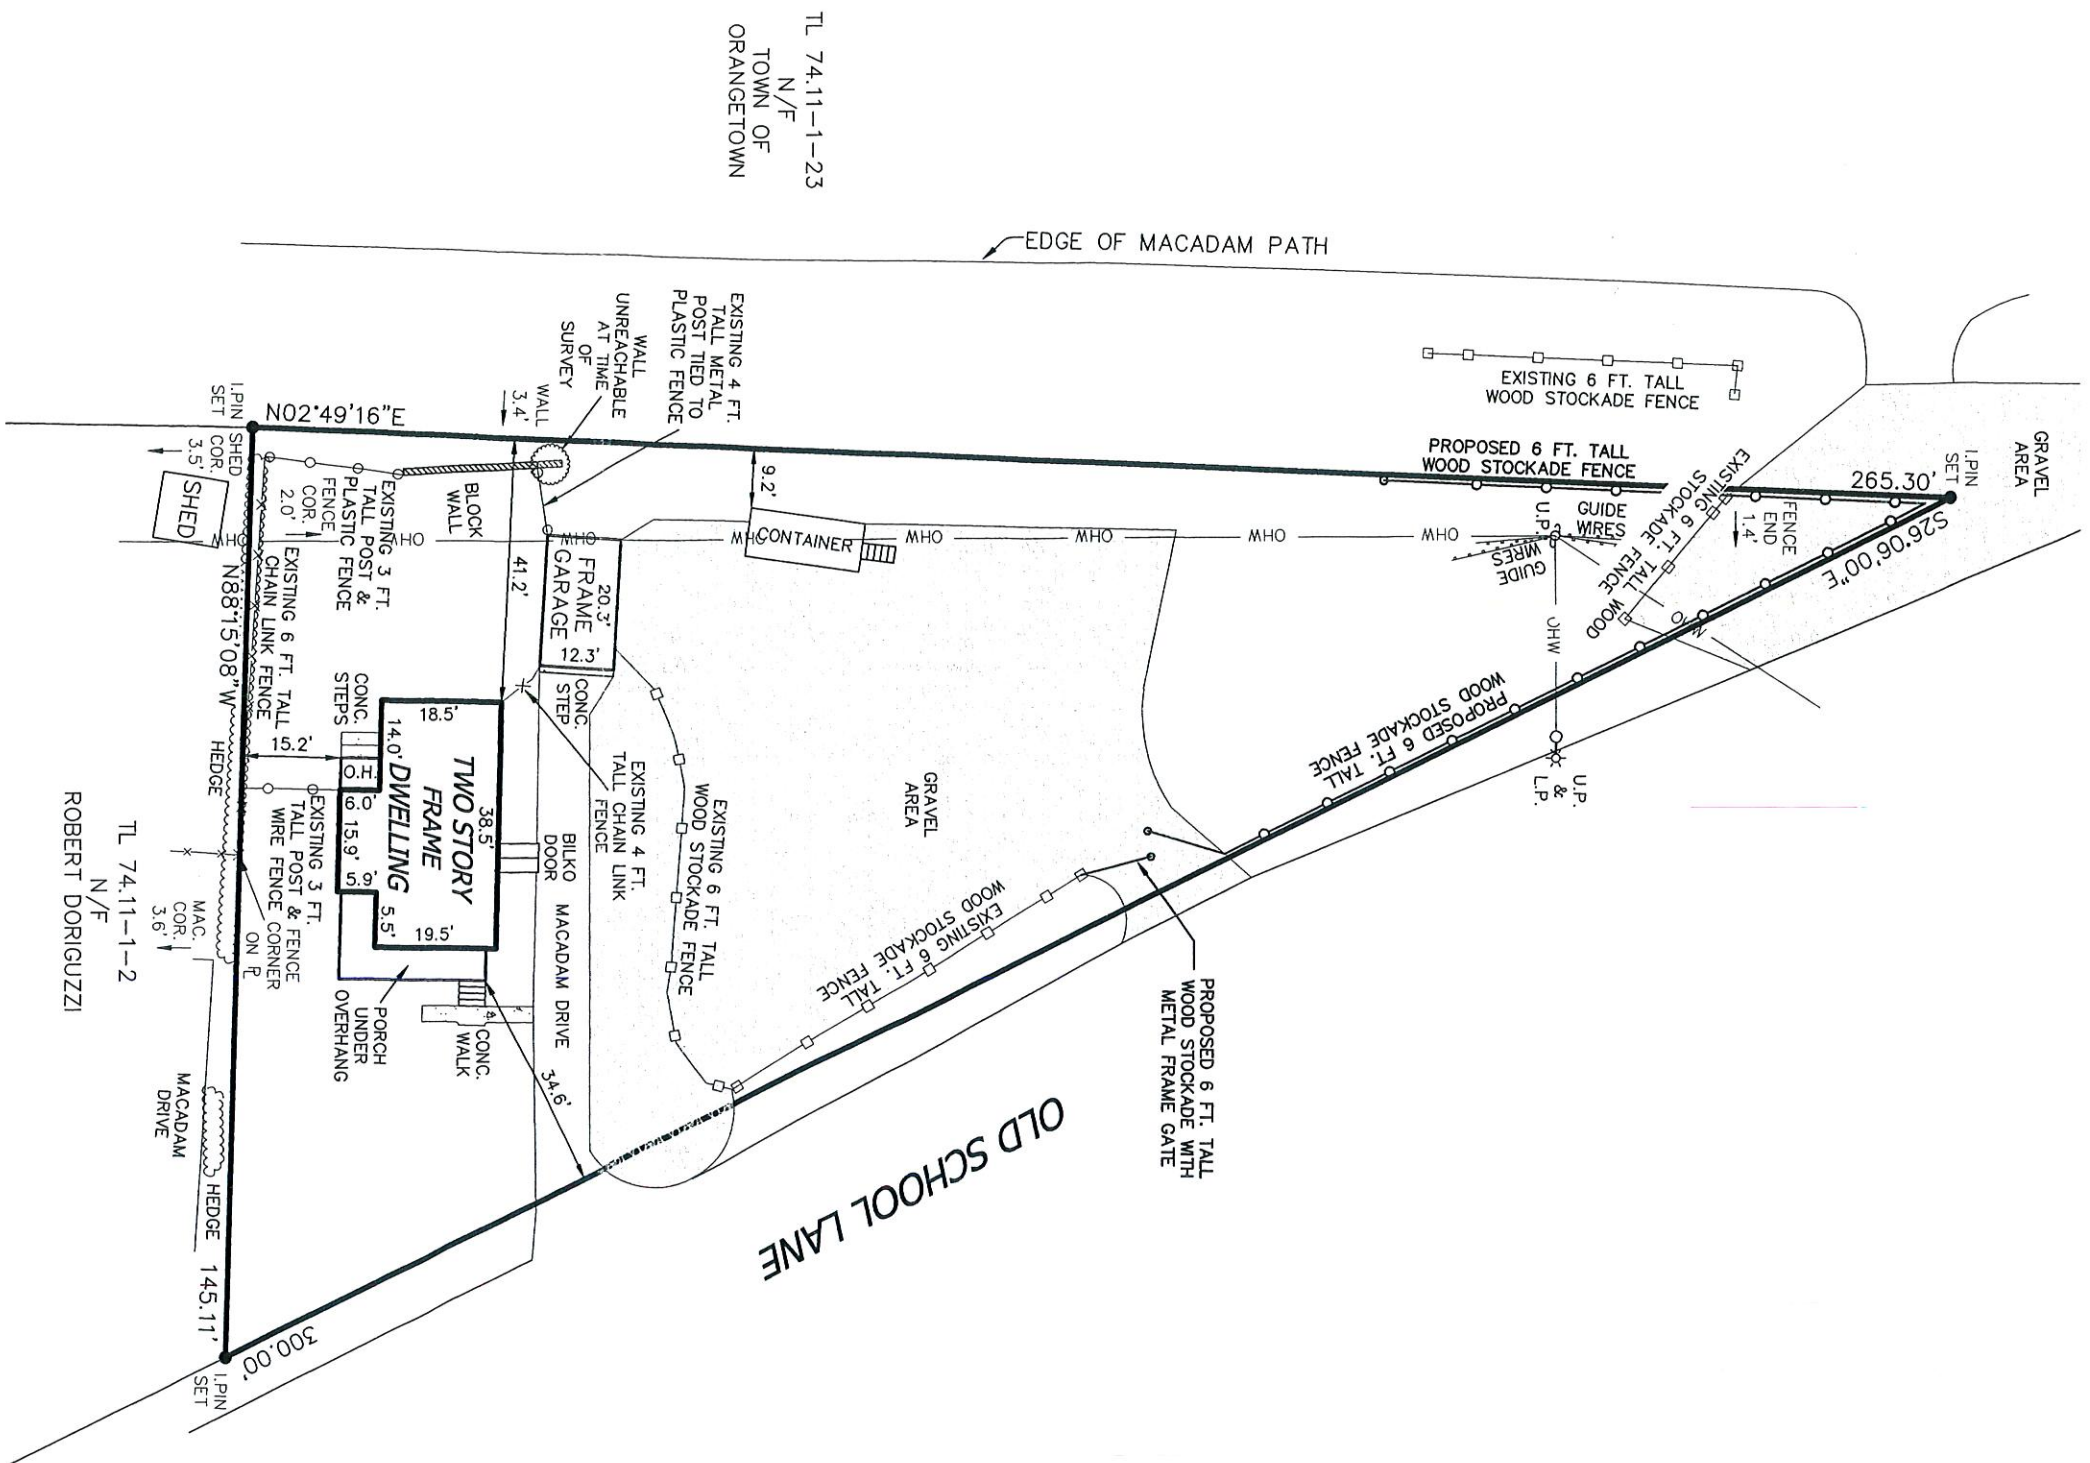 TL 74.11-1-23
N/F
TOWN OF
ORANGETOWN
EDGE OF MACADAM PATH
EXISTING 6 FT. TALL
WOOD STOCKADE FENCE
GRAVEL
AREA
I.PIN
SET
265.30'
PROPOSED 6 FT. TALL
WOOD STOCKADE FENCE
EXISTING 6 FT. TALL
STOCKADE FENCE
WOOD
GUIDE
WIRES
U.P.
GUIDE
WIRES
FENCE
END
1.4'
S26°06'00"E
EXISTING 4 FT.
TALL METAL
POST TIED TO
PLASTIC FENCE
WALL
UNREACHABLE
AT TIME
OF
SURVEY
WALL
3.4'
I.PIN
SET
N02°49'16"E
SHED
COR.
3.5'
SHED
FENCE
COR.
2.0'
EXISTING 3 FT.
TALL POST &
PLASTIC FENCE
BLOCK
WALL
41.2'
9.2'
CONTAINER
OHW
OHW
OHW
OHW
OHW
OHW
OHW
OHW
OHW
FRAME
GARAGE
20.3'
12.3'
EXISTING 6 FT. TALL
CHAIN LINK FENCE
N88°15'08"W
HEDGE
CONC.
STEPS
15.2'
CONC.
STEP
18.5'
14.0'
O.H.
6.0'
15.9'
5.9'
5.5'
19.5'
38.5'
TWO STORY
FRAME
DWELLING
BILKO
DOOR
MACADAM DRIVE
EXISTING 4 FT.
TALL CHAIN LINK
FENCE
EXISTING 6 FT. TALL
WOOD STOCKADE FENCE
GRAVEL
AREA
PROPOSED 6 FT. TALL
WOOD STOCKADE FENCE
U.P.
&
L.P.
EXISTING 6 FT. TALL
WOOD STOCKADE FENCE
PROPOSED 6 FT. TALL
WOOD STOCKADE WITH
METAL FRAME GATE
EXISTING 3 FT.
TALL POST & FENCE
WIRE FENCE CORNER
ON PL
MAC.
COR.
3.6'
PORCH
UNDER
OVERHANG
CONC.
WALK
34.6'
TL 74.11-1-2
N/F
ROBERT DORIGUZZI
MACADAM
DRIVE
HEDGE
145.11'
I.PIN
SET
300.00'
OLD SCHOOL LANE